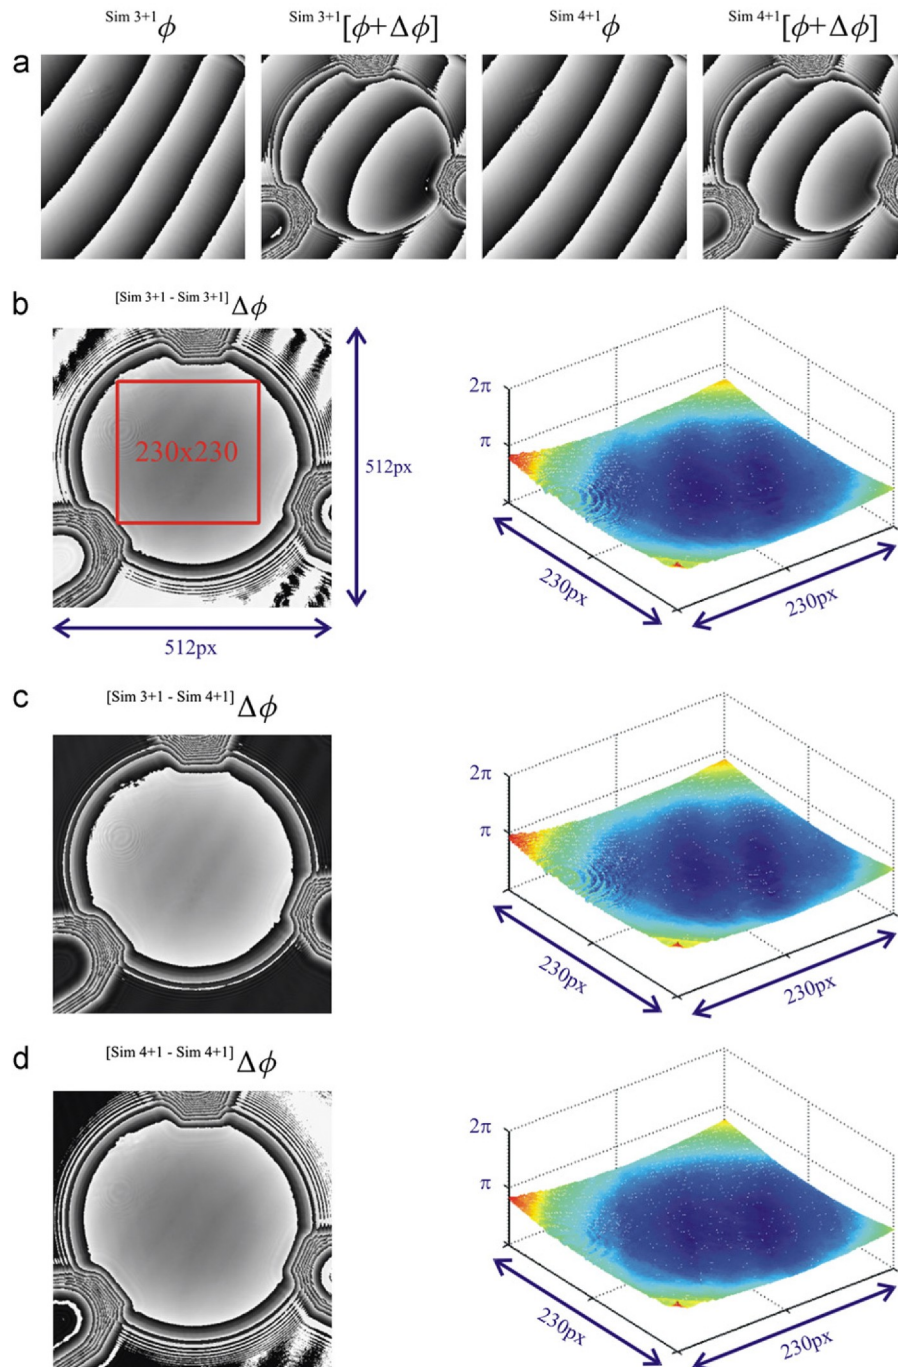 Sim 3+1 ϕ Sim 3+1 [ϕ+Δϕ] Sim 4+1 ϕ Sim 4+1 [ϕ+Δϕ]
a
b
[Sim 3+1 - Sim 3+1] Δϕ
230x230
512px
512px
2π
π
230px
230px
c
[Sim 3+1 - Sim 4+1] Δϕ
2π
π
230px
230px
d
[Sim 4+1 - Sim 4+1] Δϕ
2π
π
230px
230px